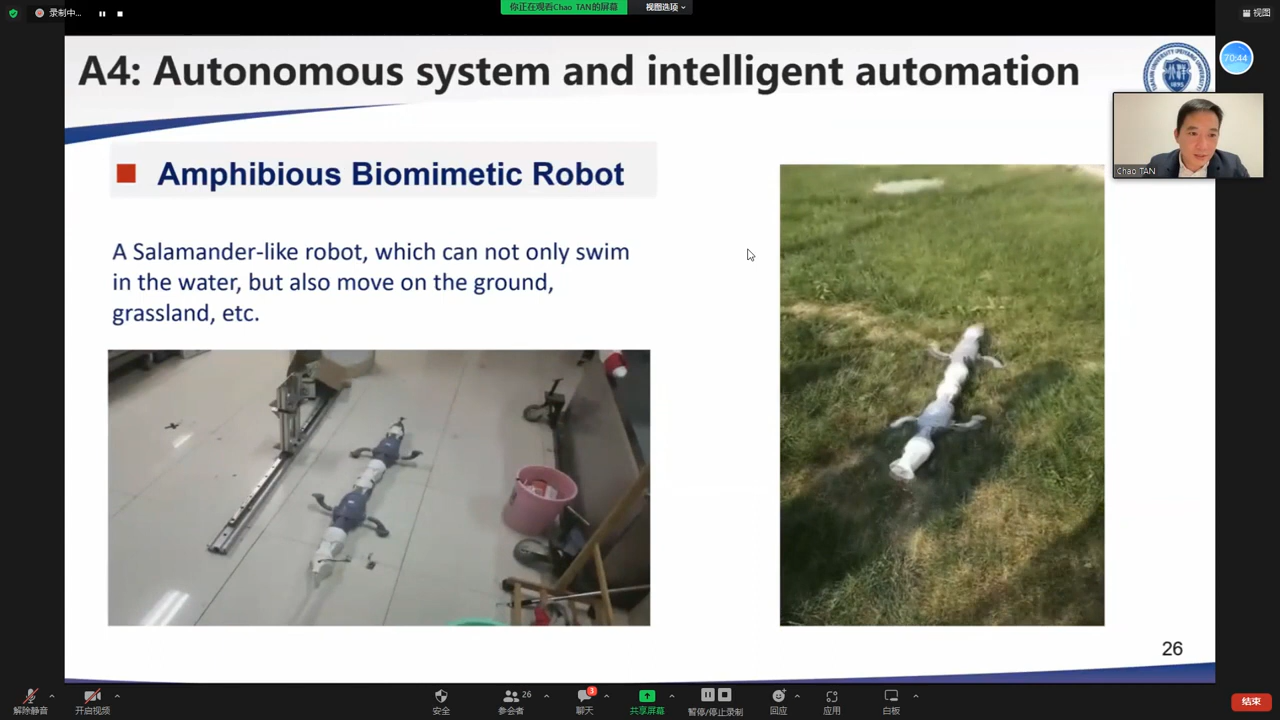 录制中...
你正在观看Chao TAN的屏幕
视图选项
视图
A4: Autonomous system and intelligent automation
70:44
1895
Chao TAN
Amphibious Biomimetic Robot
A Salamander-like robot, which can not only swim
in the water, but also move on the ground,
grassland, etc.
26
解除静音
开启视频
安全
参会者
26
聊天
3
共享屏幕
暂停/停止录制
回应
应用
白板
结束